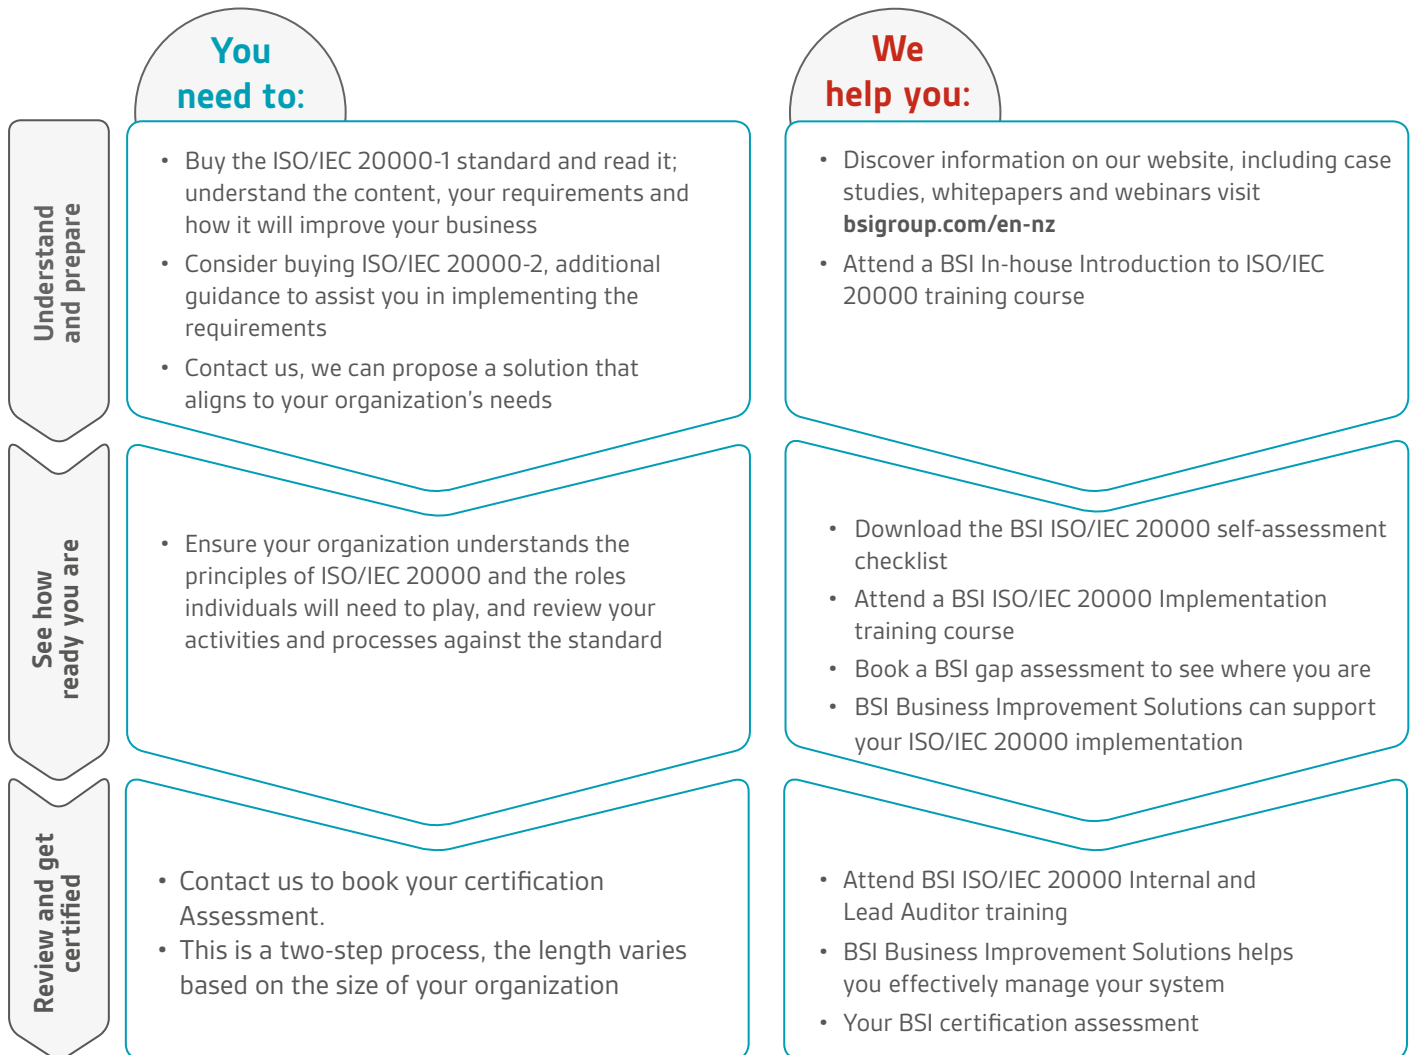 You
need to:
We
help you:
Understand
and prepare
• Buy the ISO/IEC 20000-1 standard and read it;
understand the content, your requirements and
how it will improve your business
• Consider buying ISO/IEC 20000-2, additional
guidance to assist you in implementing the
requirements
• Contact us, we can propose a solution that
aligns to your organization’s needs
• Discover information on our website, including case
studies, whitepapers and webinars visit
bsigroup.com/en-nz
• Attend a BSI In-house Introduction to ISO/IEC
20000 training course
See how
ready you are
• Ensure your organization understands the
principles of ISO/IEC 20000 and the roles
individuals will need to play, and review your
activities and processes against the standard
• Download the BSI ISO/IEC 20000 self-assessment
checklist
• Attend a BSI ISO/IEC 20000 Implementation
training course
• Book a BSI gap assessment to see where you are
• BSI Business Improvement Solutions can support
your ISO/IEC 20000 implementation
Review and get
certified
• Contact us to book your certification
Assessment.
• This is a two-step process, the length varies
based on the size of your organization
• Attend BSI ISO/IEC 20000 Internal and
Lead Auditor training
• BSI Business Improvement Solutions helps
you effectively manage your system
• Your BSI certification assessment